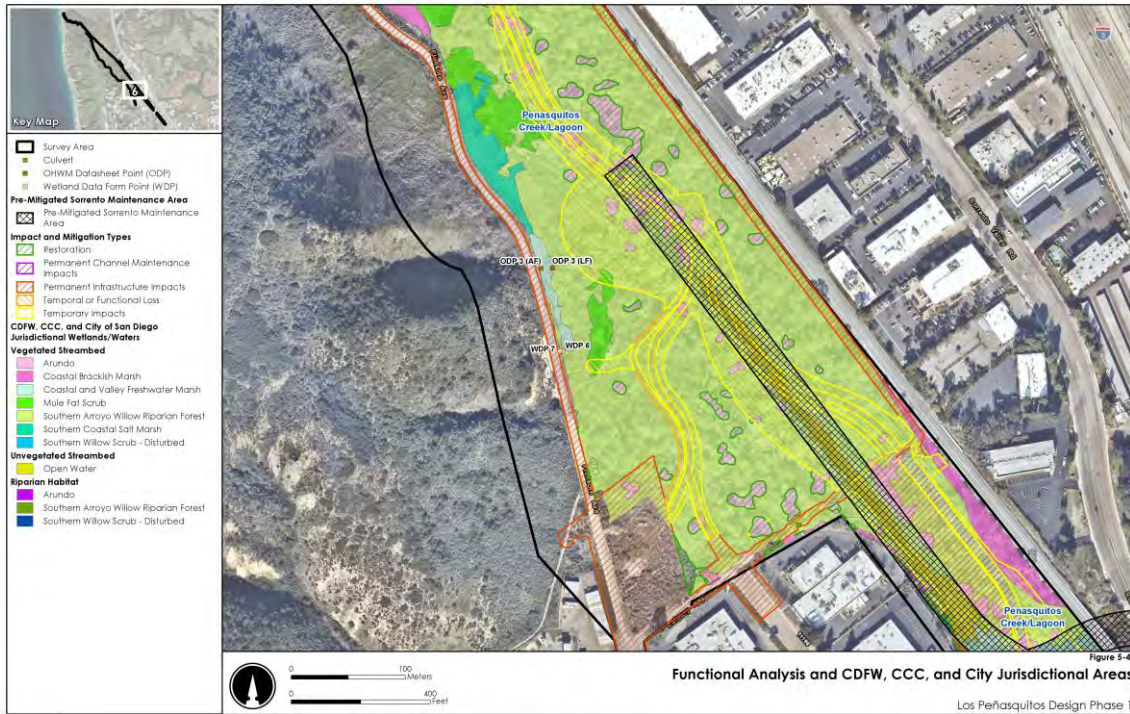 Key Map
6
Survey Area
Culvert
OHWM Datasheet Point (ODP)
Wetland Data Form Point (WDP)
Pre-Mitigated Sorrento Maintenance Area
Pre-Mitigated Sorrento Maintenance
Area
Impact and Mitigation Types
Restoration
Permanent Channel Maintenance
Impacts
Permanent Infrastructure Impacts
Temporal or Functional Loss
Temporary Impacts
CDFW, CCC, and City of San Diego
Jurisdictional Wetlands/Waters
Vegetated Streambed
Arundo
Coastal Brackish Marsh
Coastal and Valley Freshwater Marsh
Mule Fat Scrub
Southern Arroyo Willow Riparian Forest
Southern Coastal Salt Marsh
Southern Willow Scrub - Disturbed
Unvegetated Streambed
Open Water
Riparian Habitat
Arundo
Southern Arroyo Willow Riparian Forest
Southern Willow Scrub - Disturbed
Penasquitos
Creek/Lagoon
Sorrento Valley Rd
ODP 3 (AF)
ODP 3 (LF)
WDP 7
WDP 6
Penasquitos
Creek/Lagoon
0 100
Meters
0 400
Feet
Figure 5-4
Functional Analysis and CDFW, CCC, and City Jurisdictional Areas
Los Peñasquitos Design Phase 1